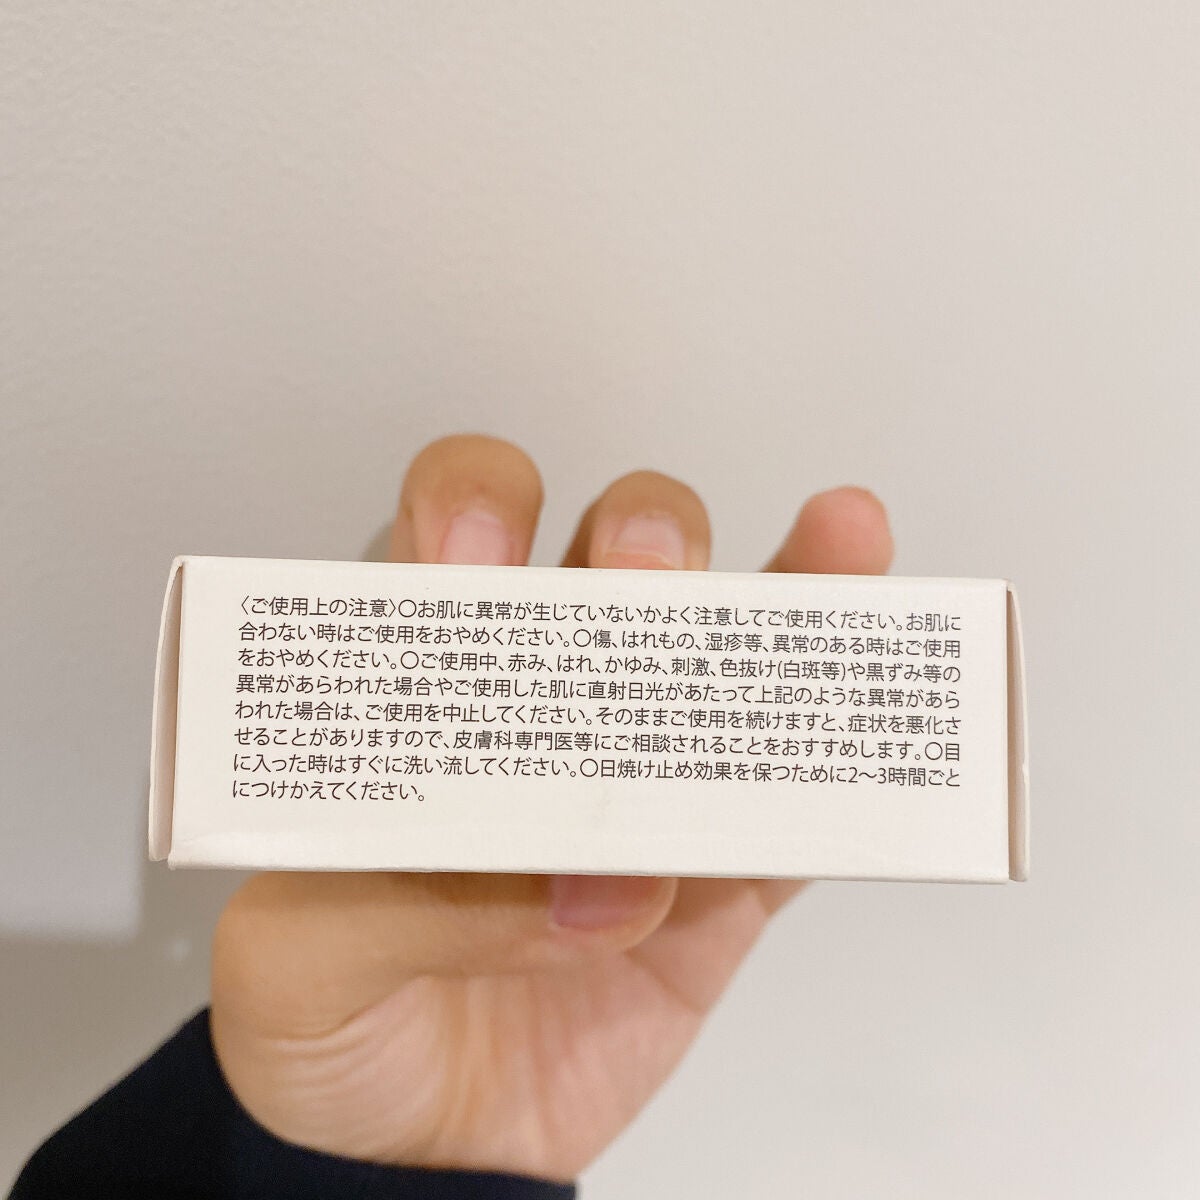 〈ご使用上の注意〉〇お肌に異常が生じていないかよく注意してご使用ください。お肌に
合わない時はご使用をおやめください。〇傷、はれもの、湿疹等、異常のある時はご使用
をおやめください。〇ご使用中、赤み、はれ、かゆみ、刺激、色抜け(白斑等)や黒ずみ等の
異常があらわれた場合やご使用した肌に直射日光があたって上記のような異常があら
われた場合は、ご使用を中止してください。そのままご使用を続けますと、症状を悪化さ
せることがありますので、皮膚科専門医等にご相談されることをおすすめします。〇目
に入った時はすぐに洗い流してください。〇日焼け止め効果を保つために2〜3時間ごと
につけかえてください。